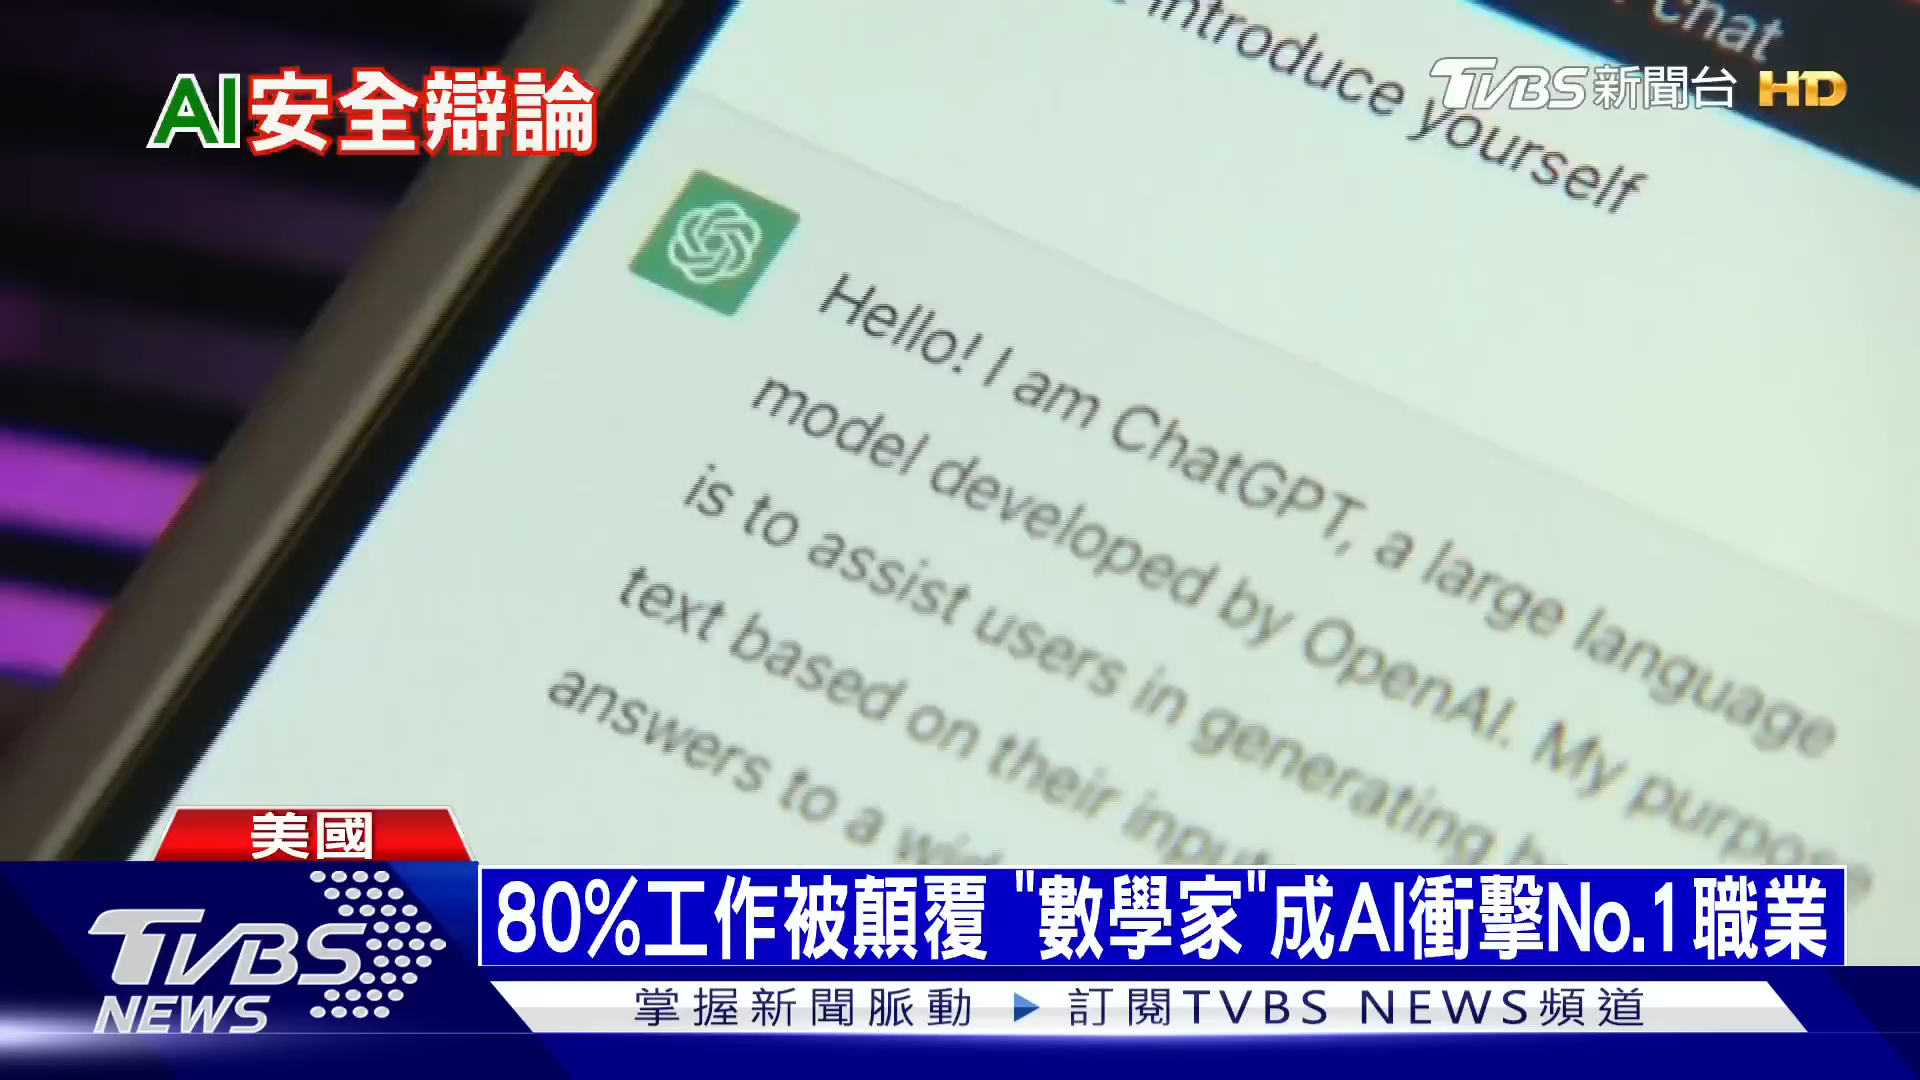 chat
introduce yourself
TVBS新聞台 HD
AI安全辯論
Hello! I am ChatGPT, a large language
model developed by OpenAI. My purpose
is to assist users in generating
text based on their input
answers to a
美國
80%工作被顛覆 "數學家"成AI衝擊No.1職業
TVBS
NEWS
掌握新聞脈動 ▶ 訂閱TVBS NEWS頻道